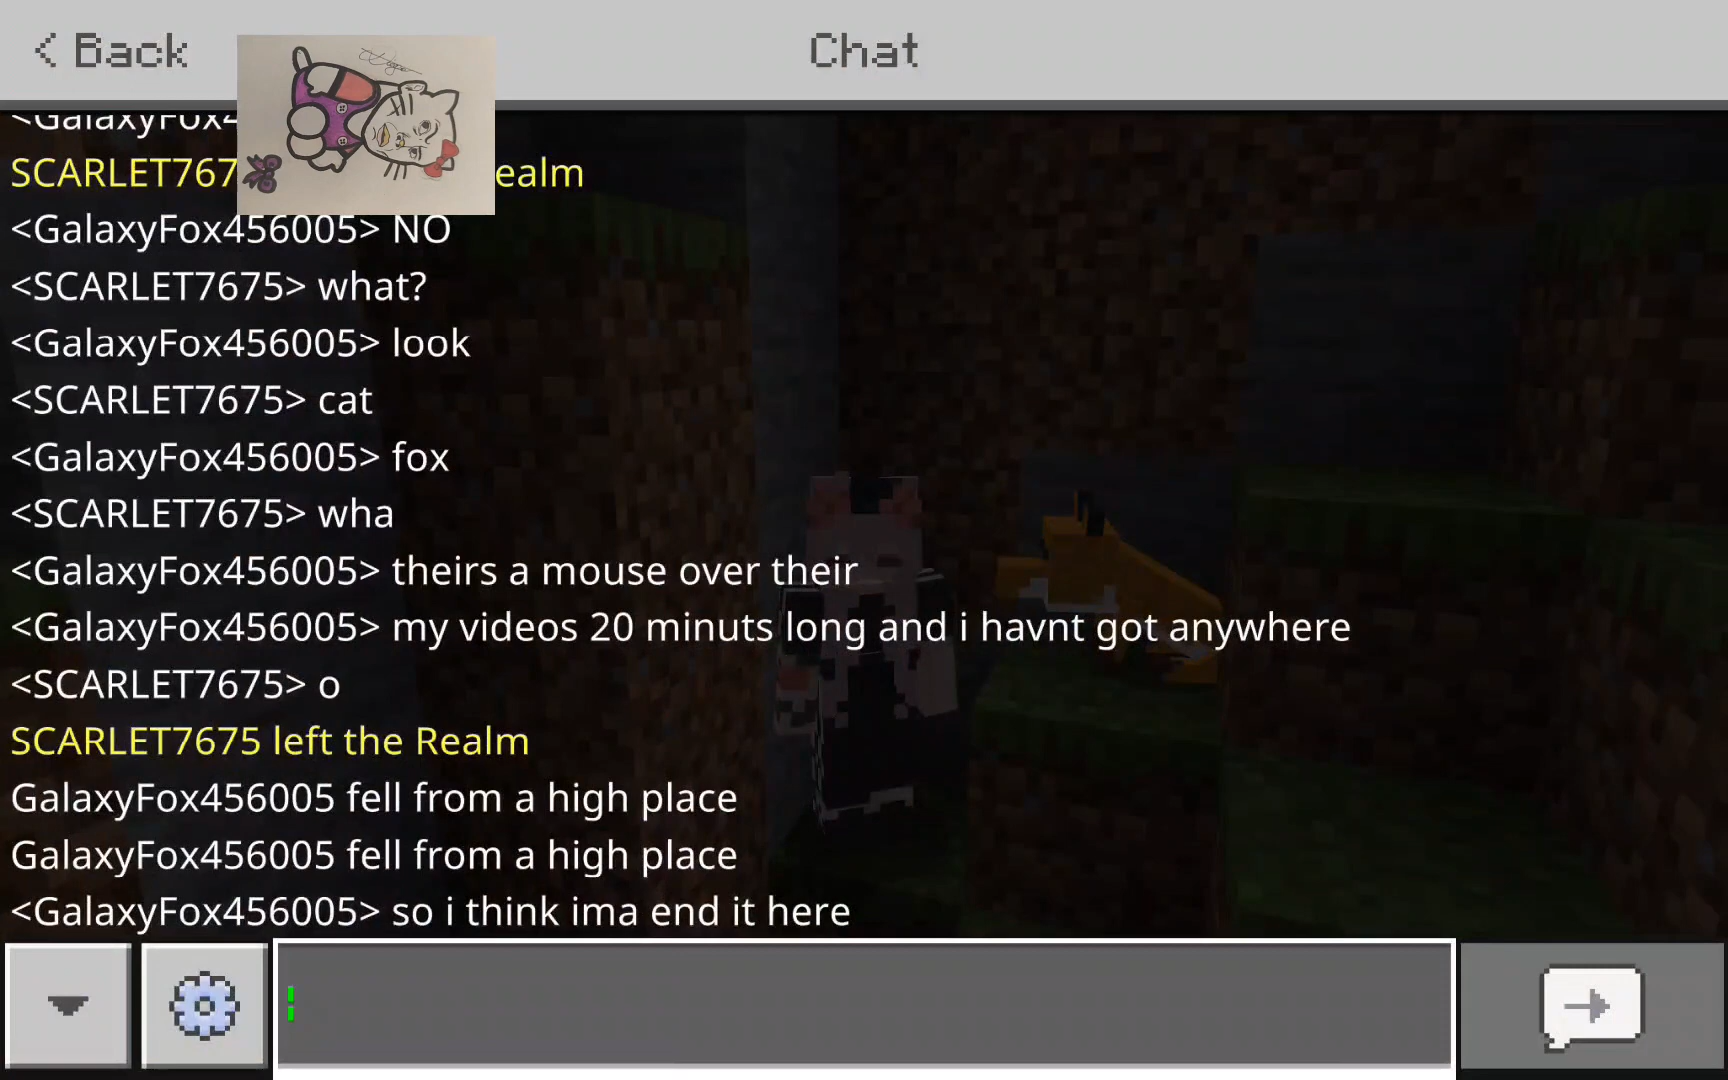 Back
Chat
<GalaxyFox4
SCARLET767 ealm
<GalaxyFox456005> NO
<SCARLET7675> what?
<GalaxyFox456005> look
<SCARLET7675> cat
<GalaxyFox456005> fox
<SCARLET7675> wha
<GalaxyFox456005> theirs a mouse over their
<GalaxyFox456005> my videos 20 minuts long and i havnt got anywhere
<SCARLET7675> o
SCARLET7675 left the Realm
GalaxyFox456005 fell from a high place
GalaxyFox456005 fell from a high place
<GalaxyFox456005> so i think ima end it here